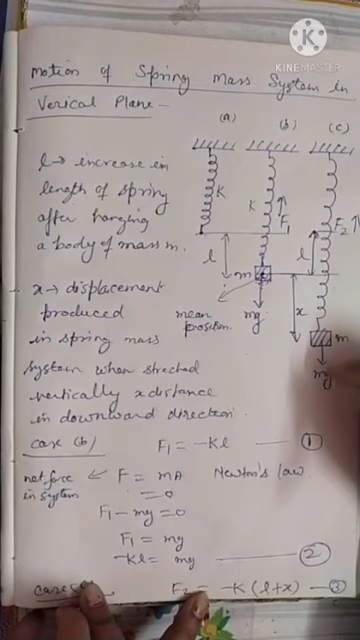 K
KINEMASTER
Motion of Spring Mass System in
Verical Plane -
(a) (b) (c)
l → increase in
length of spring
after hanging
a body of mass m.
K
K
F1
F2
l
l
m
mg
mean
position
x
m
mg
x → displacement
produced
in spring mass
system when streched
vertically x distance
in downward direction.
case (b) F1 = -Kl — (1)
net force ← F = mA Newton's law
in system = 0
F1 - mg = 0
F1 = mg
-Kl = mg — (2)
case F2 = -K (l+x) — (3)